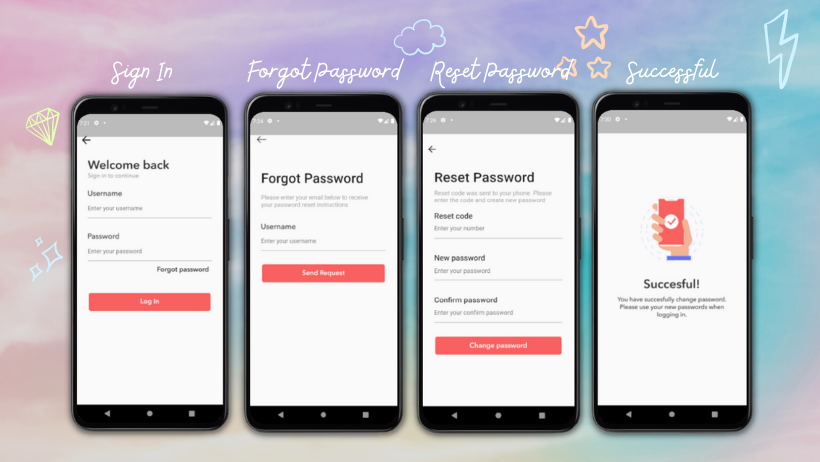 Sign In
Forgot Password
Reset Password
Successful
7:21
Welcome back
Sign in to continue
Username
Enter your username
Password
Enter your password
Forgot password
Log In
7:24
Forgot Password
Please enter your email below to receive
your password reset instructions
Username
Enter your username
Send Request
Reset Password
Reset code was sent to your phone. Please
enter the code and create new password
Reset code
Enter your number
New password
Enter your password
Confirm password
Enter your confirm password
Change password
Succesful!
You have succesfully change password.
Please use your new passwords when
logging in.